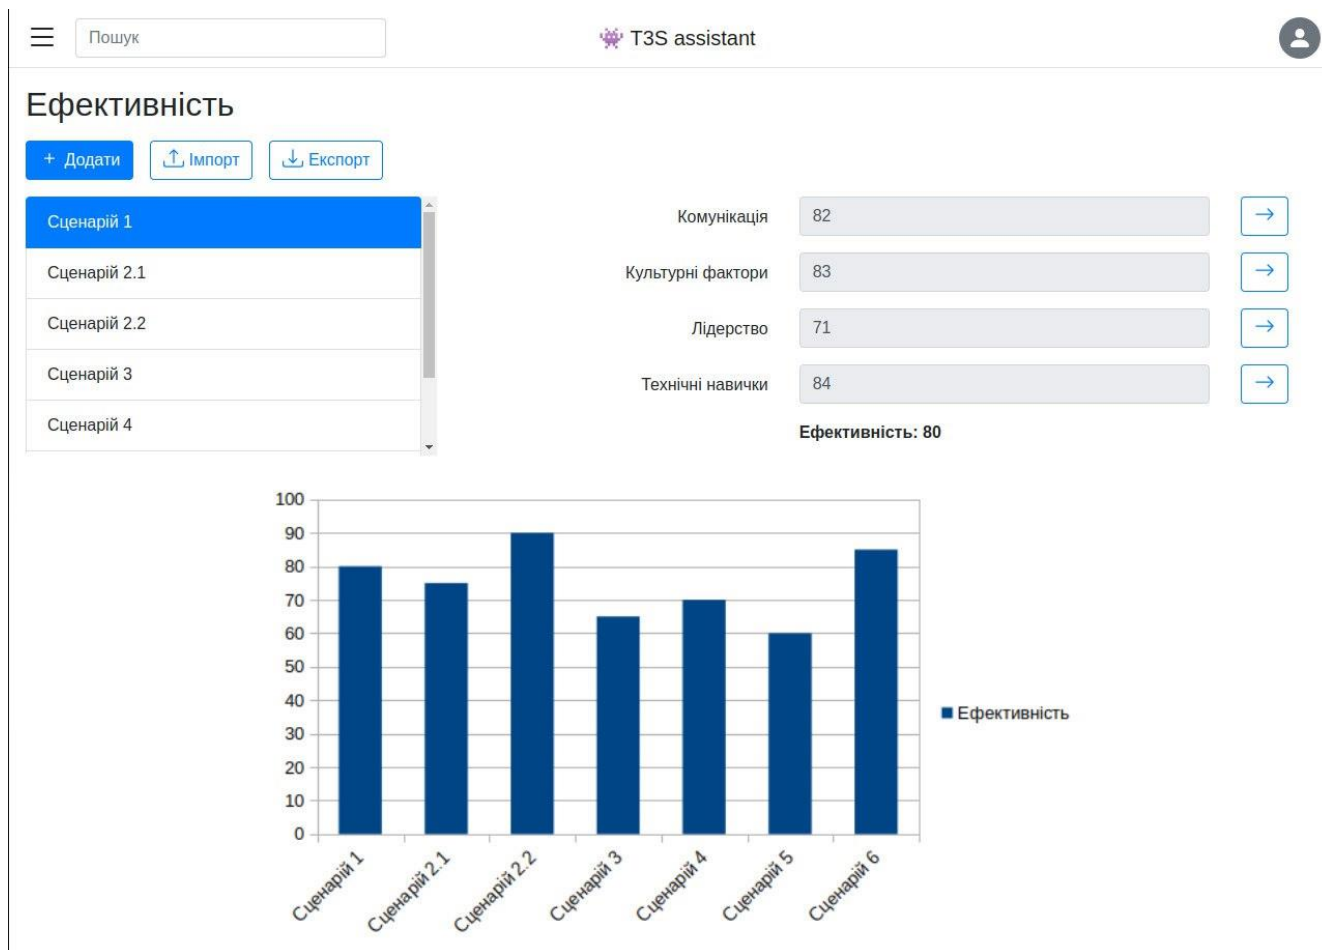 Пошук
👾 T3S assistant
Ефективність
+ Додати
Імпорт
Експорт
Сценарій 1
Сценарій 2.1
Сценарій 2.2
Сценарій 3
Сценарій 4
Комунікація 82
Культурні фактори 83
Лідерство 71
Технічні навички 84
Ефективність: 80
100
90
80
70
60
50
40
30
20
10
0
Сценарій 1
Сценарій 2.1
Сценарій 2.2
Сценарій 3
Сценарій 4
Сценарій 5
Сценарій 6
Ефективність